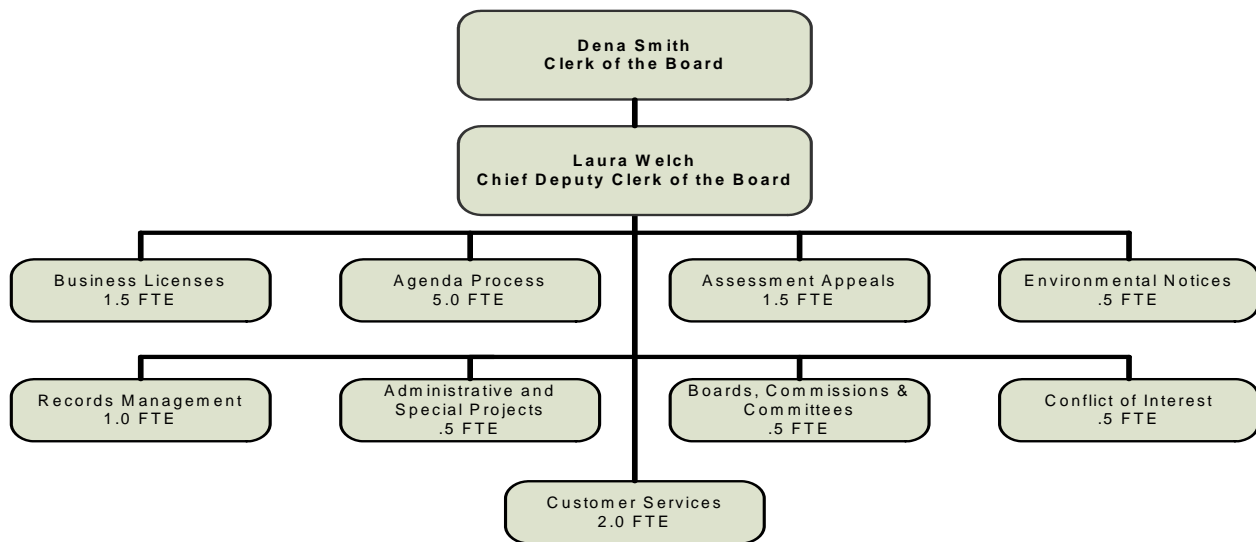 Dena Smith
Clerk of the Board
Laura Welch
Chief Deputy Clerk of the Board
Business Licenses
1.5 FTE
Agenda Process
5.0 FTE
Assessment Appeals
1.5 FTE
Environmental Notices
.5 FTE
Records Management
1.0 FTE
Administrative and
Special Projects
.5 FTE
Boards, Commissions &
Committees
.5 FTE
Conflict of Interest
.5 FTE
Customer Services
2.0 FTE